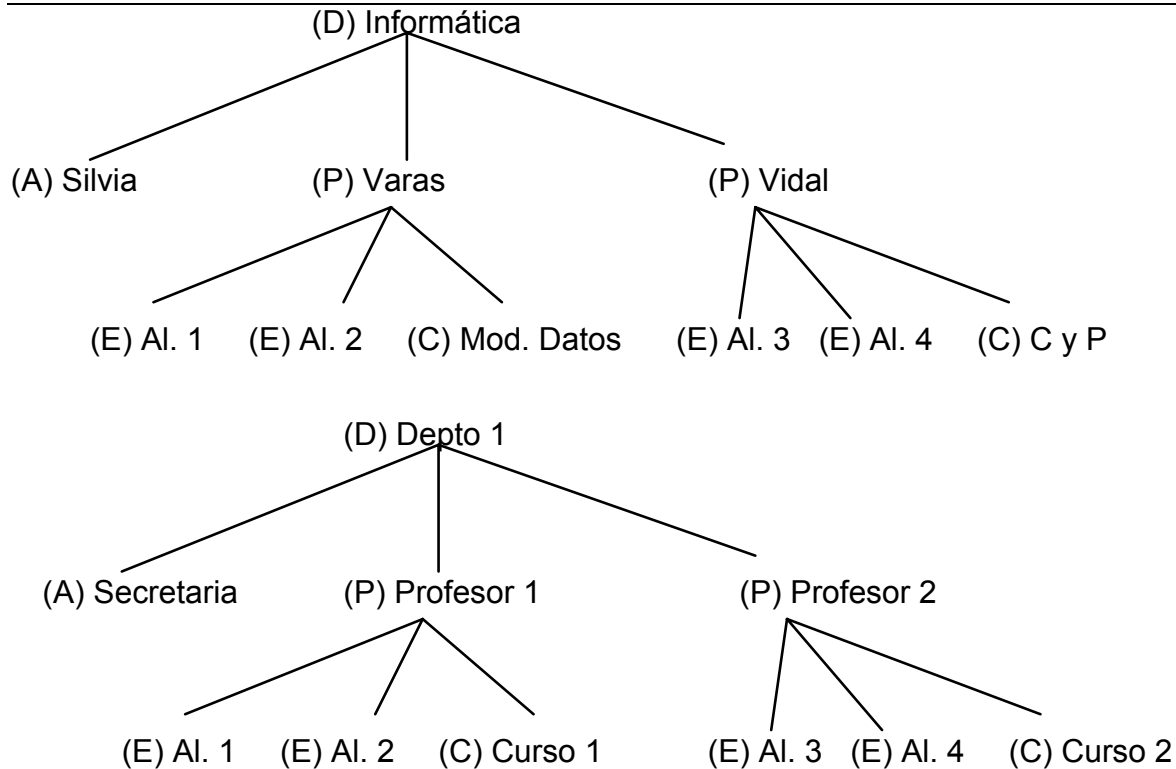 (D) Informática
(A) Silvia (P) Varas (P) Vidal
(E) Al. 1 (E) Al. 2 (C) Mod. Datos (E) Al. 3 (E) Al. 4 (C) C y P
(D) Depto 1
(A) Secretaria (P) Profesor 1 (P) Profesor 2
(E) Al. 1 (E) Al. 2 (C) Curso 1 (E) Al. 3 (E) Al. 4 (C) Curso 2